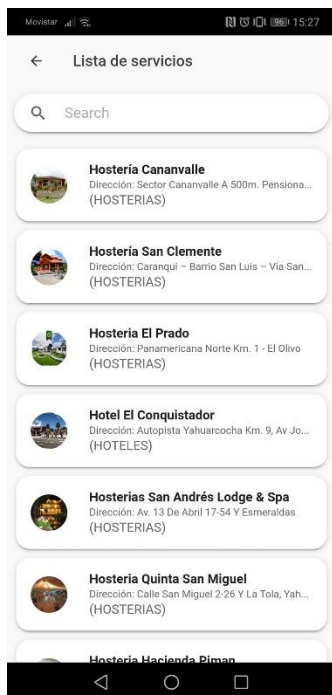 Movistar 96 15:27
Lista de servicios
Search
Hostería Cananvalle
Dirección: Sector Cananvalle A 500m. Pensiona...
(HOSTERIAS)
Hostería San Clemente
Dirección: Caranqui – Barrio San Luis – Vía San...
(HOSTERIAS)
Hosteria El Prado
Dirección: Panamericana Norte Km. 1 - El Olivo
(HOSTERIAS)
Hotel El Conquistador
Dirección: Autopista Yahuarcocha Km. 9, Av Jo...
(HOTELES)
Hosterias San Andrés Lodge & Spa
Dirección: Av. 13 De Abril 17-54 Y Esmeraldas
(HOSTERIAS)
Hosteria Quinta San Miguel
Dirección: Calle San Miguel 2-26 Y La Tola, Yah...
(HOSTERIAS)
Hosteria Hacienda Piman